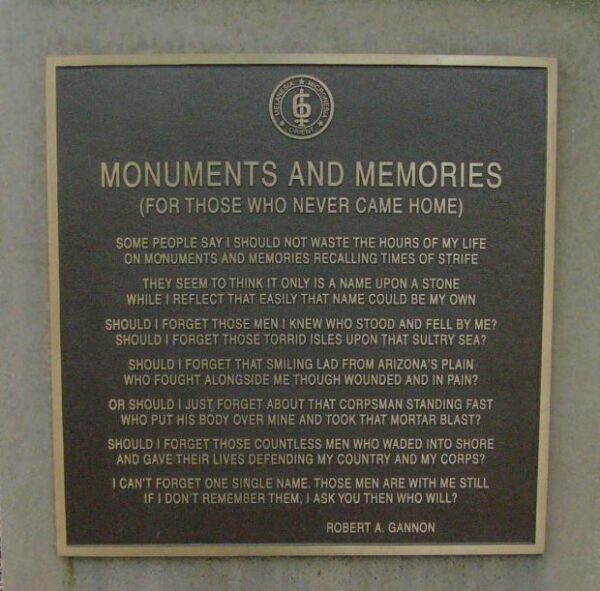 MELANESIA ★ MICRONESIA ★ ORIENT ★
6
MONUMENTS AND MEMORIES
(FOR THOSE WHO NEVER CAME HOME)
SOME PEOPLE SAY I SHOULD NOT WASTE THE HOURS OF MY LIFE
ON MONUMENTS AND MEMORIES RECALLING TIMES OF STRIFE
THEY SEEM TO THINK IT ONLY IS A NAME UPON A STONE
WHILE I REFLECT THAT EASILY THAT NAME COULD BE MY OWN
SHOULD I FORGET THOSE MEN I KNEW WHO STOOD AND FELL BY ME?
SHOULD I FORGET THOSE TORRID ISLES UPON THAT SULTRY SEA?
SHOULD I FORGET THAT SMILING LAD FROM ARIZONA'S PLAIN
WHO FOUGHT ALONGSIDE ME THOUGH WOUNDED AND IN PAIN?
OR SHOULD I JUST FORGET ABOUT THAT CORPSMAN STANDING FAST
WHO PUT HIS BODY OVER MINE AND TOOK THAT MORTAR BLAST?
SHOULD I FORGET THOSE COUNTLESS MEN WHO WADED INTO SHORE
AND GAVE THEIR LIVES DEFENDING MY COUNTRY AND MY CORPS?
I CAN'T FORGET ONE SINGLE NAME. THOSE MEN ARE WITH ME STILL
IF I DON'T REMEMBER THEM, I ASK YOU THEN WHO WILL?
ROBERT A. GANNON